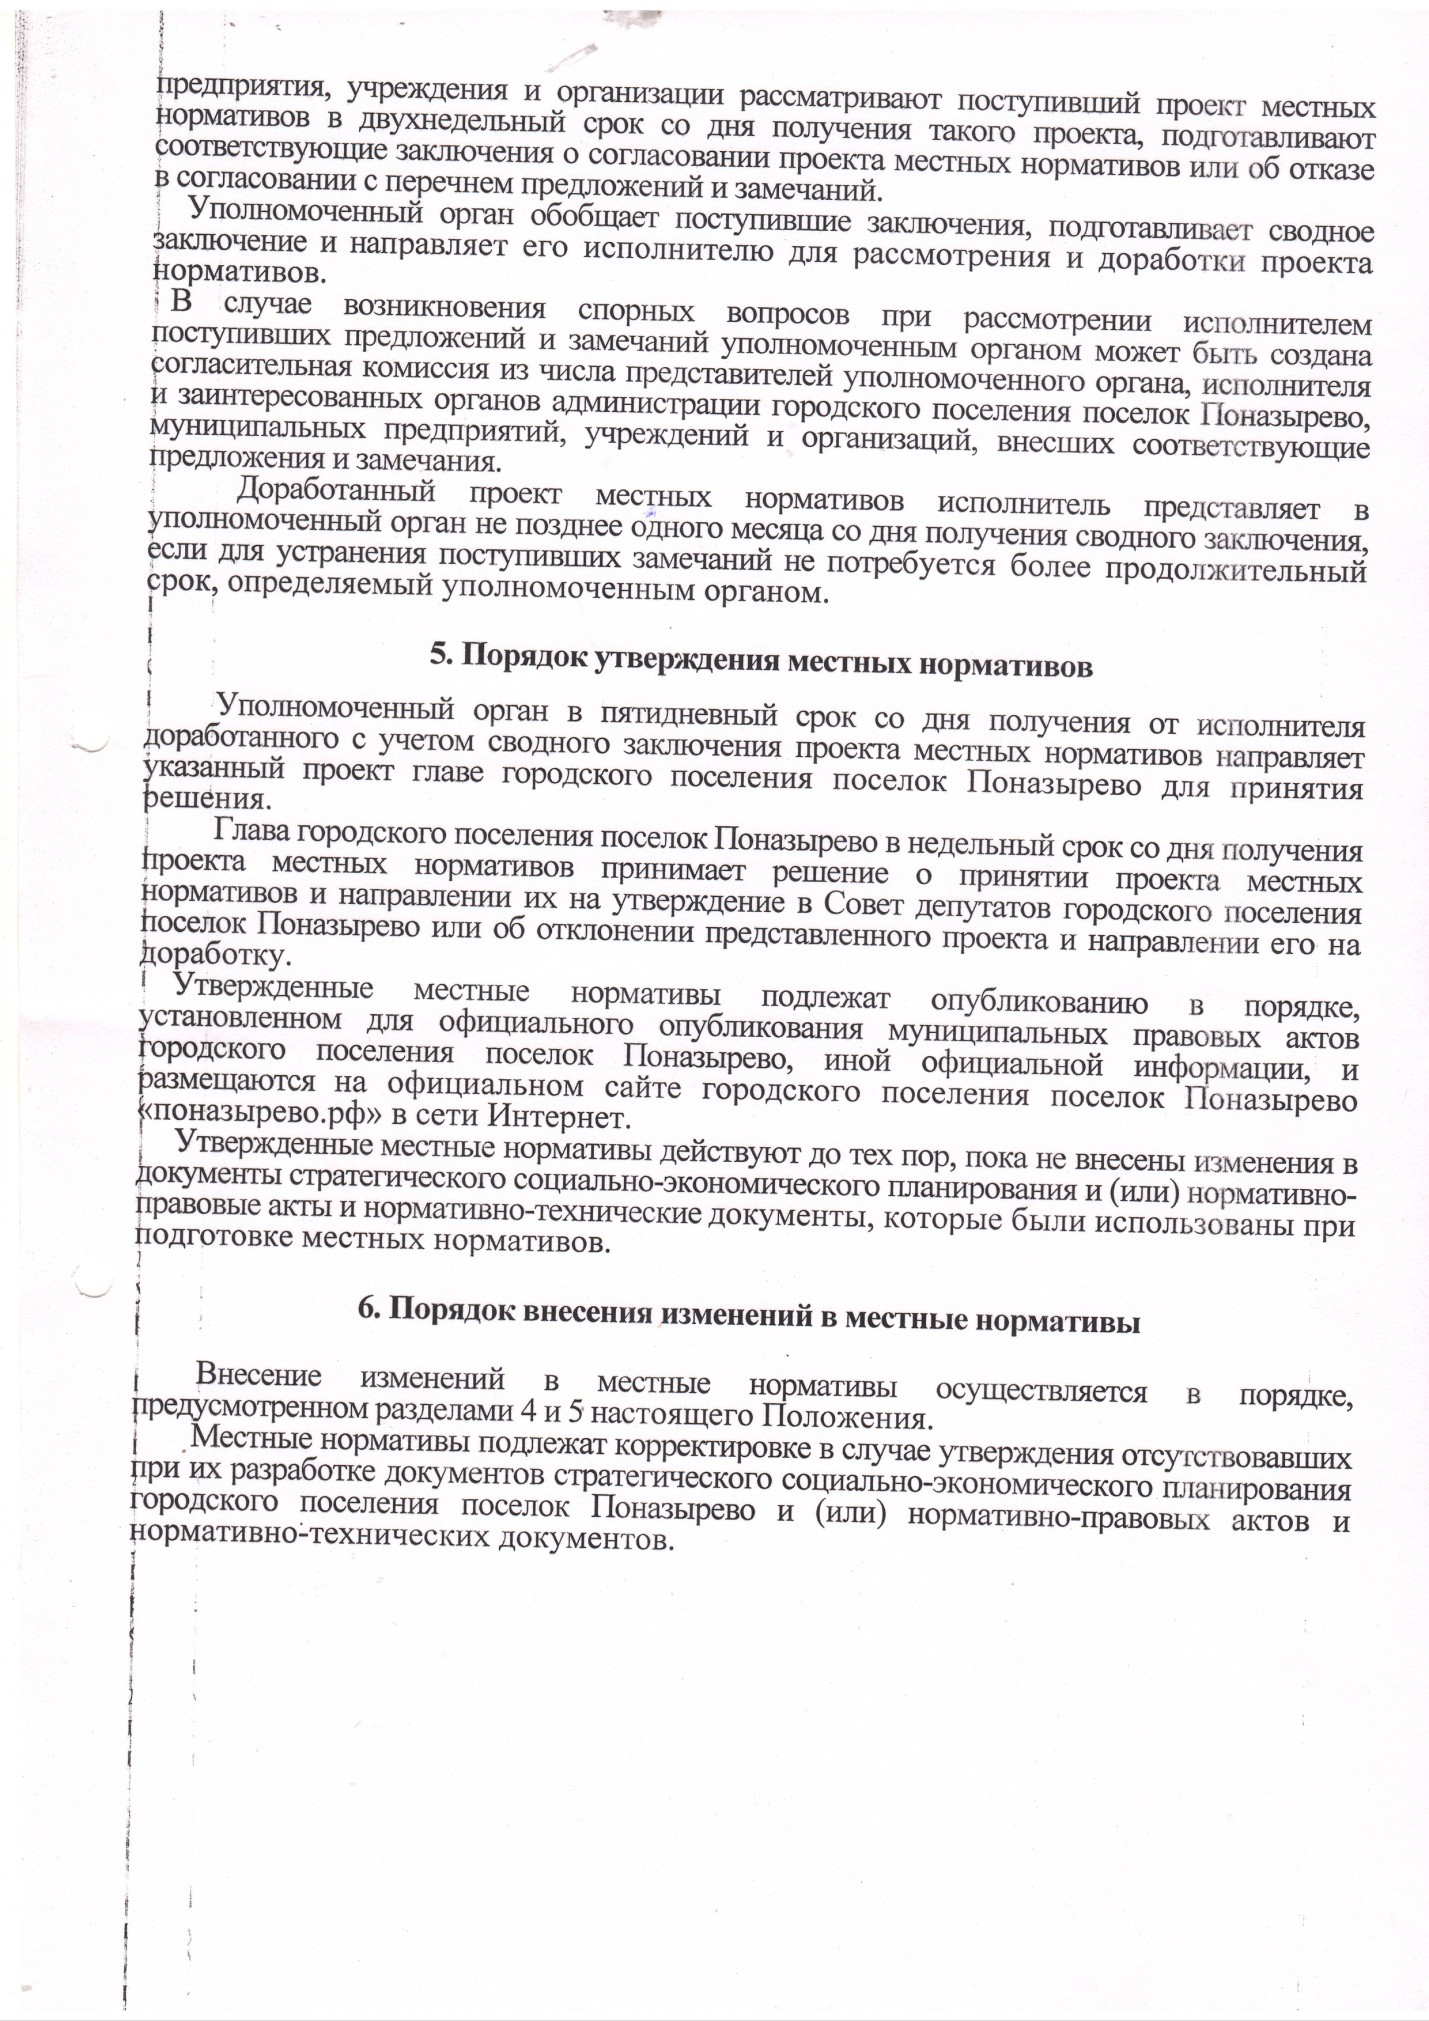 предприятия, учреждения и организации рассматривают поступивший проект местных
нормативов в двухнедельный срок со дня получения такого проекта, подготавливают
соответствующие заключения о согласовании проекта местных нормативов или об отказе
в согласовании с перечнем предложений и замечаний.
Уполномоченный орган обобщает поступившие заключения, подготавливает сводное
заключение и направляет его исполнителю для рассмотрения и доработки проекта
нормативов.
В случае возникновения спорных вопросов при рассмотрении исполнителем
поступивших предложений и замечаний уполномоченным органом может быть создана
согласительная комиссия из числа представителей уполномоченного органа, исполнителя
и заинтересованных органов администрации городского поселения поселок Поназырево,
муниципальных предприятий, учреждений и организаций, внесших соответствующие
предложения и замечания.
Доработанный проект местных нормативов исполнитель представляет в
уполномоченный орган не позднее одного месяца со дня получения сводного заключения,
если для устранения поступивших замечаний не потребуется более продолжительный
срок, определяемый уполномоченным органом.
5. Порядок утверждения местных нормативов
Уполномоченный орган в пятидневный срок со дня получения от исполнителя
доработанного с учетом сводного заключения проекта местных нормативов направляет
указанный проект главе городского поселения поселок Поназырево для принятия
решения.
Глава городского поселения поселок Поназырево в недельный срок со дня получения
проекта местных нормативов принимает решение о принятии проекта местных
нормативов и направлении их на утверждение в Совет депутатов городского поселения
поселок Поназырево или об отклонении представленного проекта и направлении его на
доработку.
Утвержденные местные нормативы подлежат опубликованию в порядке,
установленном для официального опубликования муниципальных правовых актов
городского поселения поселок Поназырево, иной официальной информации, и
размещаются на официальном сайте городского поселения поселок Поназырево
«поназырево.рф» в сети Интернет.
Утвержденные местные нормативы действуют до тех пор, пока не внесены изменения в
документы стратегического социально-экономического планирования и (или) нормативно-
правовые акты и нормативно-технические документы, которые были использованы при
подготовке местных нормативов.
6. Порядок внесения изменений в местные нормативы
Внесение изменений в местные нормативы осуществляется в порядке,
предусмотренном разделами 4 и 5 настоящего Положения.
Местные нормативы подлежат корректировке в случае утверждения отсутствовавших
при их разработке документов стратегического социально-экономического планирования
городского поселения поселок Поназырево и (или) нормативно-правовых актов и
нормативно-технических документов.